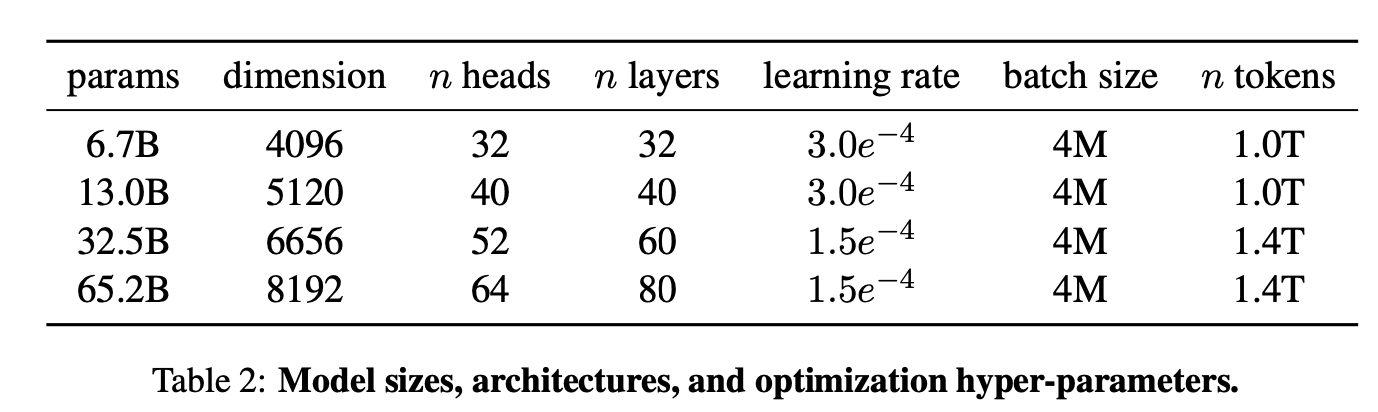 params dimension n heads n layers learning rate batch size n tokens
6.7B 4096 32 32 3.0e⁻⁴ 4M 1.0T
13.0B 5120 40 40 3.0e⁻⁴ 4M 1.0T
32.5B 6656 52 60 1.5e⁻⁴ 4M 1.4T
65.2B 8192 64 80 1.5e⁻⁴ 4M 1.4T
Table 2: Model sizes, architectures, and optimization hyper-parameters.